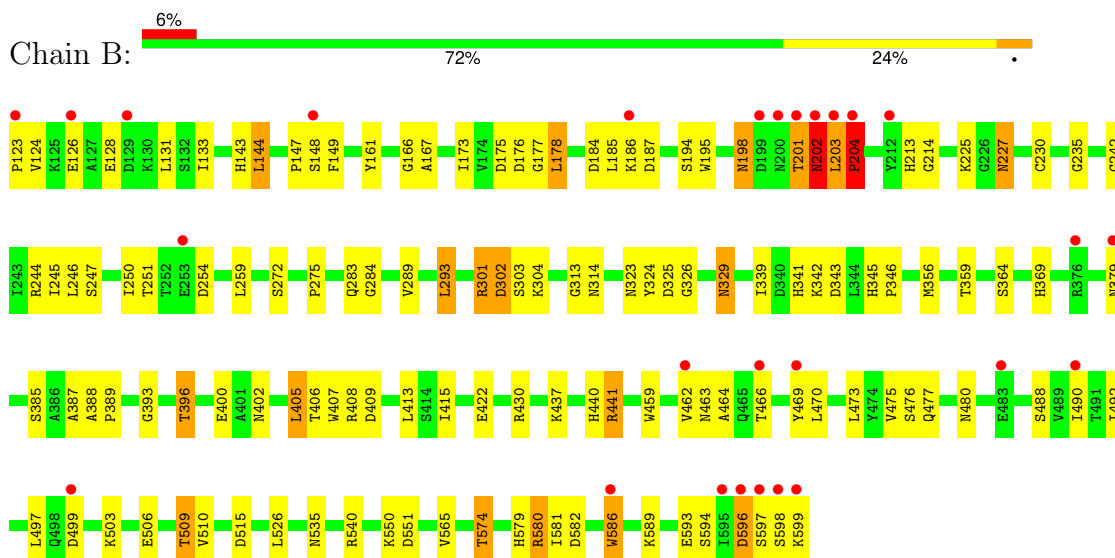 6%
Chain B:
72% 24% •
P123 V124 K125 E126 A127 E128 D129 K130 L131 S132 I133 H143 L144 P147 S148 F149 Y161 G166 A167 I173 V174 D175 D176 G177 L178 D184 L185 K186 D187 S194 W195 N198 D199 N200 T201 N202 L203 P204 Y212 H213 G214 K225 G226 N227 C230 G235
I243 R244 I245 L246 S247 I250 T251 T252 E253 D254 L259 S272 P275 Q283 G284 V289 L293 R301 D302 S303 K304 G313 N314 N323 Y324 D325 G326 N329 I339 D340 H341 K342 D343 L344 H345 P346 M356 T359 S364 H369 R376
S385 A386 A387 A388 P389 G393 T396 E400 A401 N402 L405 T406 W407 R408 D409 L413 S414 I415 E422 R430 K437 H440 R441 W459 V462 N463 A464 Q465 T466 Y469 L470 L473 Y474 V475 S476 Q477 N480 E483 S488 V489 I490 T491
L497 Q498 D499 K503 E506 T509 V510 D515 L526 N535 R540 K550 D551 V565 T574 H579 R580 I581 D582 W586 K589 E593 S594 I595 D596 S597 S598 K599